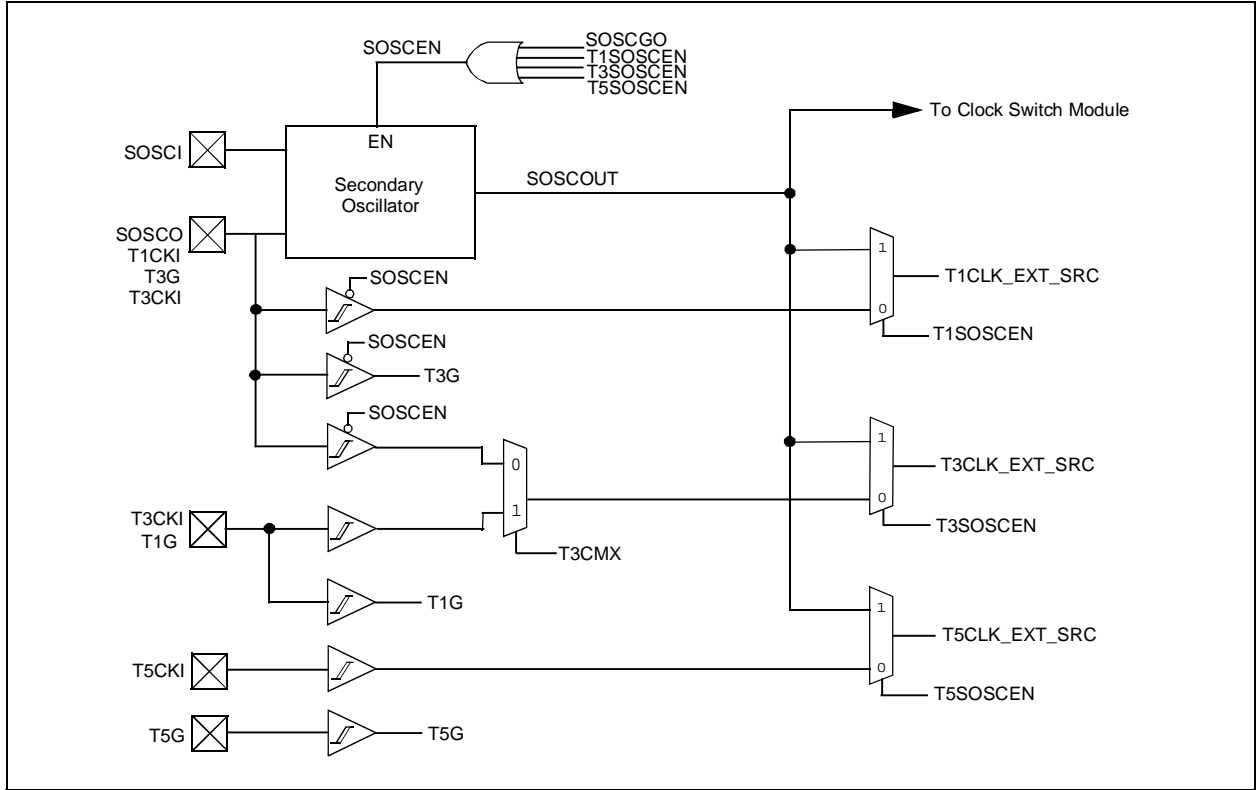 SOSCEN
SOSCGO
T1SOSCEN
T3SOSCEN
T5SOSCEN
To Clock Switch Module
EN
SOSCI
Secondary
Oscillator
SOSCOUT
SOSCO
T1CKI
T3G
T3CKI
SOSCEN
1
T1CLK_EXT_SRC
0
T1SOSCEN
SOSCEN
T3G
SOSCEN
0
1
T3CLK_EXT_SRC
0
T3SOSCEN
T3CKI
T1G
1
T3CMX
T1G
1
T5CLK_EXT_SRC
T5CKI
0
T5SOSCEN
T5G
T5G